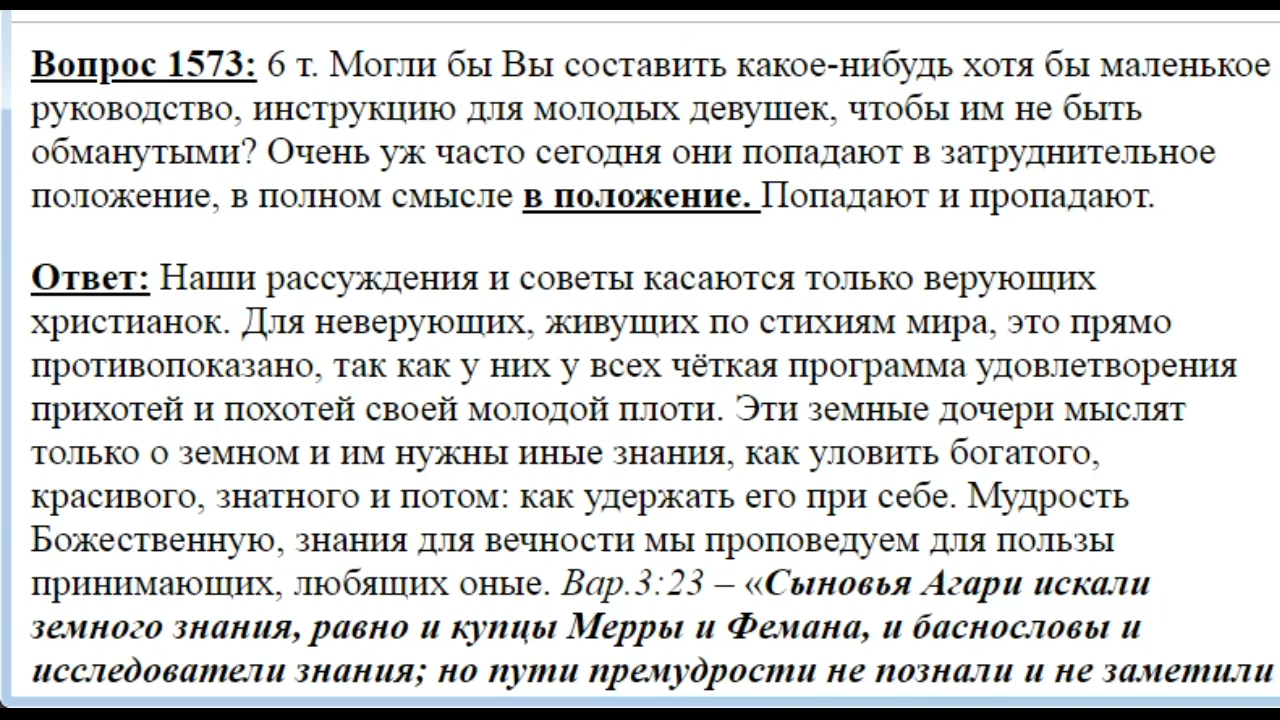 Вопрос 1573: 6 т. Могли бы Вы составить какое-нибудь хотя бы маленькое
руководство, инструкцию для молодых девушек, чтобы им не быть
обманутыми? Очень уж часто сегодня они попадают в затруднительное
положение, в полном смысле в положение. Попадают и пропадают.
Ответ: Наши рассуждения и советы касаются только верующих
христианок. Для неверующих, живущих по стихиям мира, это прямо
противопоказано, так как у них у всех чёткая программа удовлетворения
прихотей и похотей своей молодой плоти. Эти земные дочери мыслят
только о земном и им нужны иные знания, как уловить богатого,
красивого, знатного и потом: как удержать его при себе. Мудрость
Божественную, знания для вечности мы проповедуем для пользы
принимающих, любящих оные. Вар.3:23 – «Сыновья Агари искали
земного знания, равно и купцы Мерры и Фемана, и баснословы и
исследователи знания; но пути премудрости не познали и не заметили